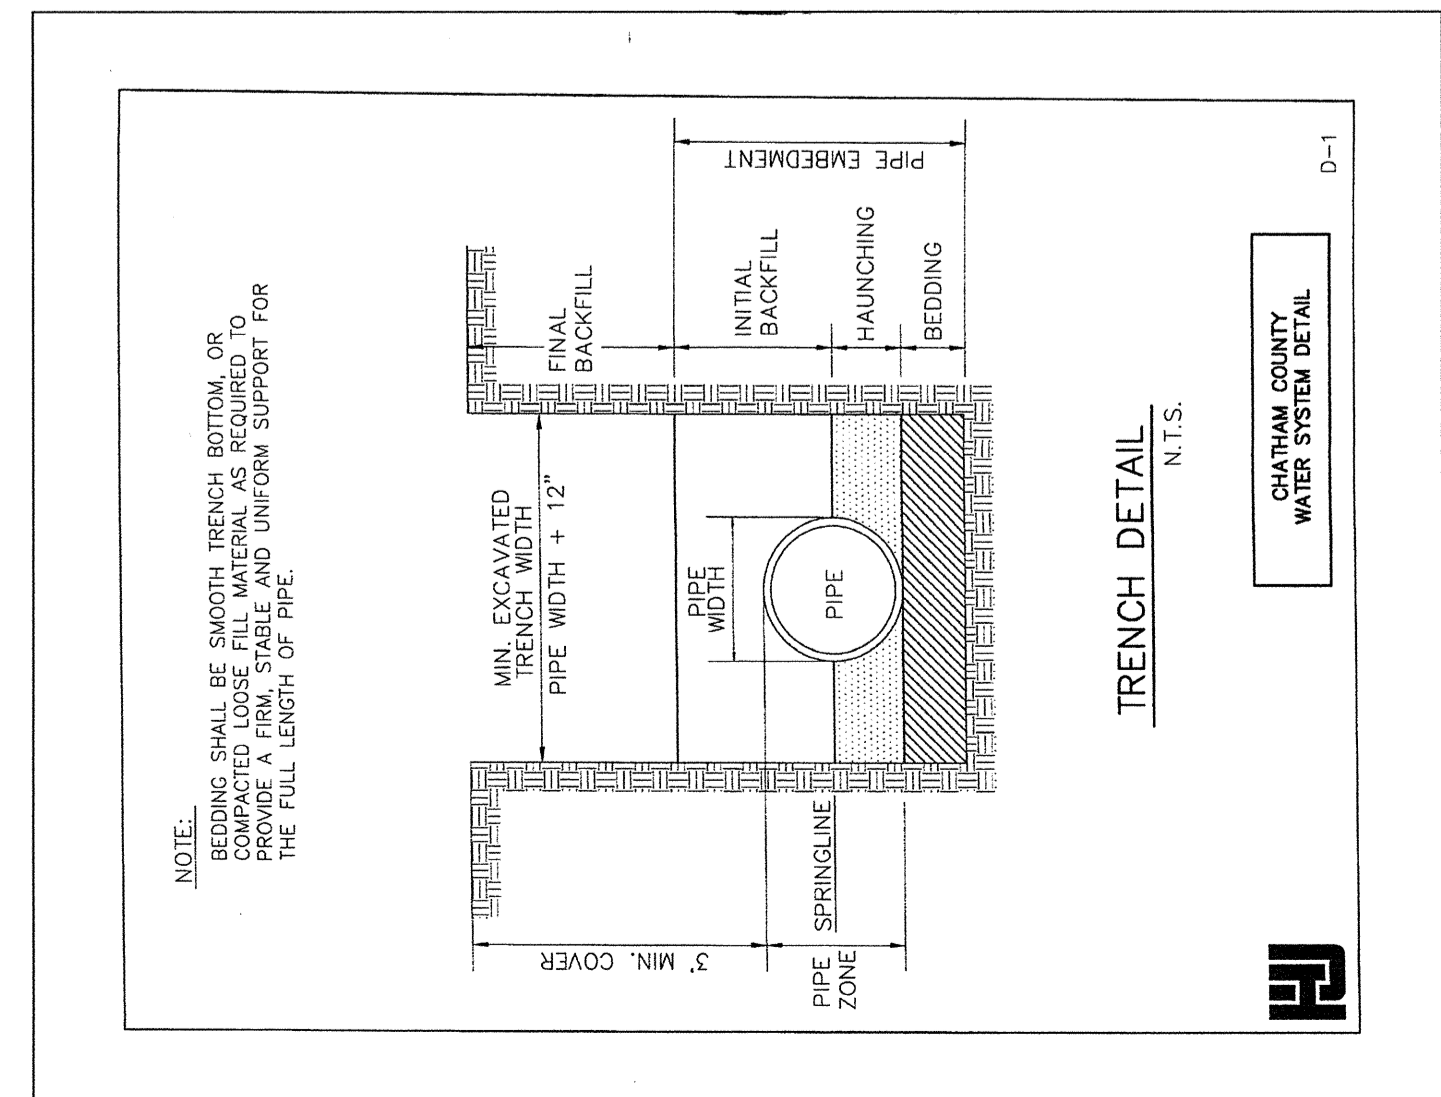 NOTE:
BEDDING SHALL BE SMOOTH TRENCH BOTTOM, OR
COMPACTED LOOSE FILL MATERIAL AS REQUIRED TO
PROVIDE A FIRM, STABLE AND UNIFORM SUPPORT FOR
THE FULL LENGTH OF PIPE.
MIN. EXCAVATED
TRENCH WIDTH
PIPE WIDTH + 12"
FINAL
BACKFILL
3' MIN. COVER
PIPE
WIDTH
PIPE
INITIAL
BACKFILL
PIPE EMBEDMENT
PIPE
ZONE
SPRINGLINE
HAUNCHING
BEDDING
TRENCH DETAIL
N.T.S.
CHATHAM COUNTY
WATER SYSTEM DETAIL
D-1
HJ